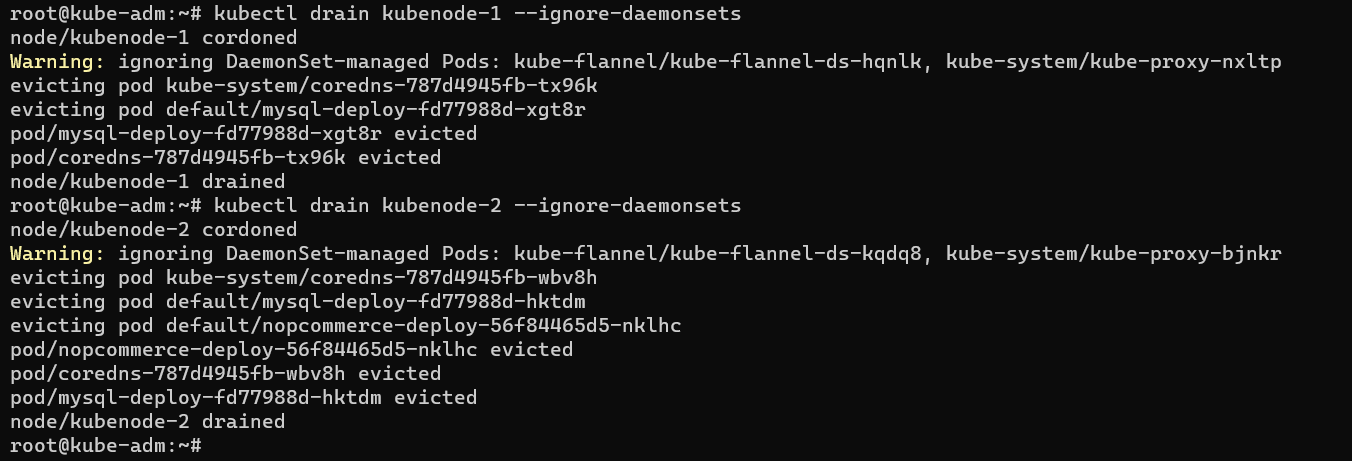 root@kube-adm:~# kubectl drain kubenode-1 --ignore-daemonsets
node/kubenode-1 cordoned
Warning: ignoring DaemonSet-managed Pods: kube-flannel/kube-flannel-ds-hqnlk, kube-system/kube-proxy-nxltp
evicting pod kube-system/coredns-787d4945fb-tx96k
evicting pod default/mysql-deploy-fd77988d-xgt8r
pod/mysql-deploy-fd77988d-xgt8r evicted
pod/coredns-787d4945fb-tx96k evicted
node/kubenode-1 drained
root@kube-adm:~# kubectl drain kubenode-2 --ignore-daemonsets
node/kubenode-2 cordoned
Warning: ignoring DaemonSet-managed Pods: kube-flannel/kube-flannel-ds-kqdq8, kube-system/kube-proxy-bjnkr
evicting pod kube-system/coredns-787d4945fb-wbv8h
evicting pod default/mysql-deploy-fd77988d-hktdm
evicting pod default/nopcommerce-deploy-56f84465d5-nklhc
pod/nopcommerce-deploy-56f84465d5-nklhc evicted
pod/coredns-787d4945fb-wbv8h evicted
pod/mysql-deploy-fd77988d-hktdm evicted
node/kubenode-2 drained
root@kube-adm:~#